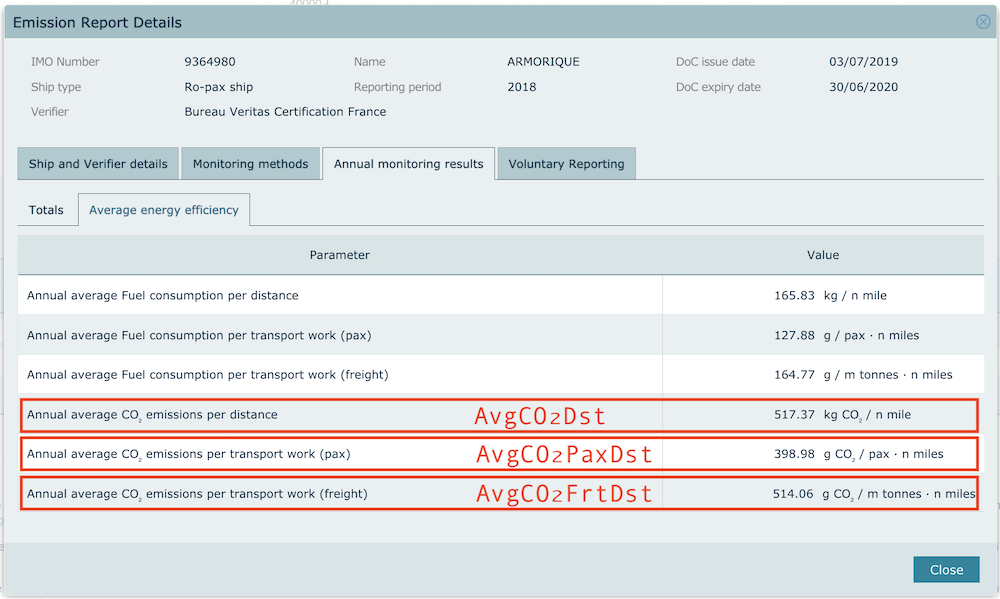 Emission Report Details
IMO Number 9364980 Name ARMORIQUE DoC issue date 03/07/2019
Ship type Ro-pax ship Reporting period 2018 DoC expiry date 30/06/2020
Verifier Bureau Veritas Certification France
Ship and Verifier details Monitoring methods Annual monitoring results Voluntary Reporting
Totals Average energy efficiency
Parameter Value
Annual average Fuel consumption per distance 165.83 kg / n mile
Annual average Fuel consumption per transport work (pax) 127.88 g / pax · n miles
Annual average Fuel consumption per transport work (freight) 164.77 g / m tonnes · n miles
Annual average CO₂ emissions per distance AvgCO2Dst 517.37 kg CO₂ / n mile
Annual average CO₂ emissions per transport work (pax) AvgCO2PaxDst 398.98 g CO₂ / pax · n miles
Annual average CO₂ emissions per transport work (freight) AvgCO2FrtDst 514.06 g CO₂ / m tonnes · n miles
Close